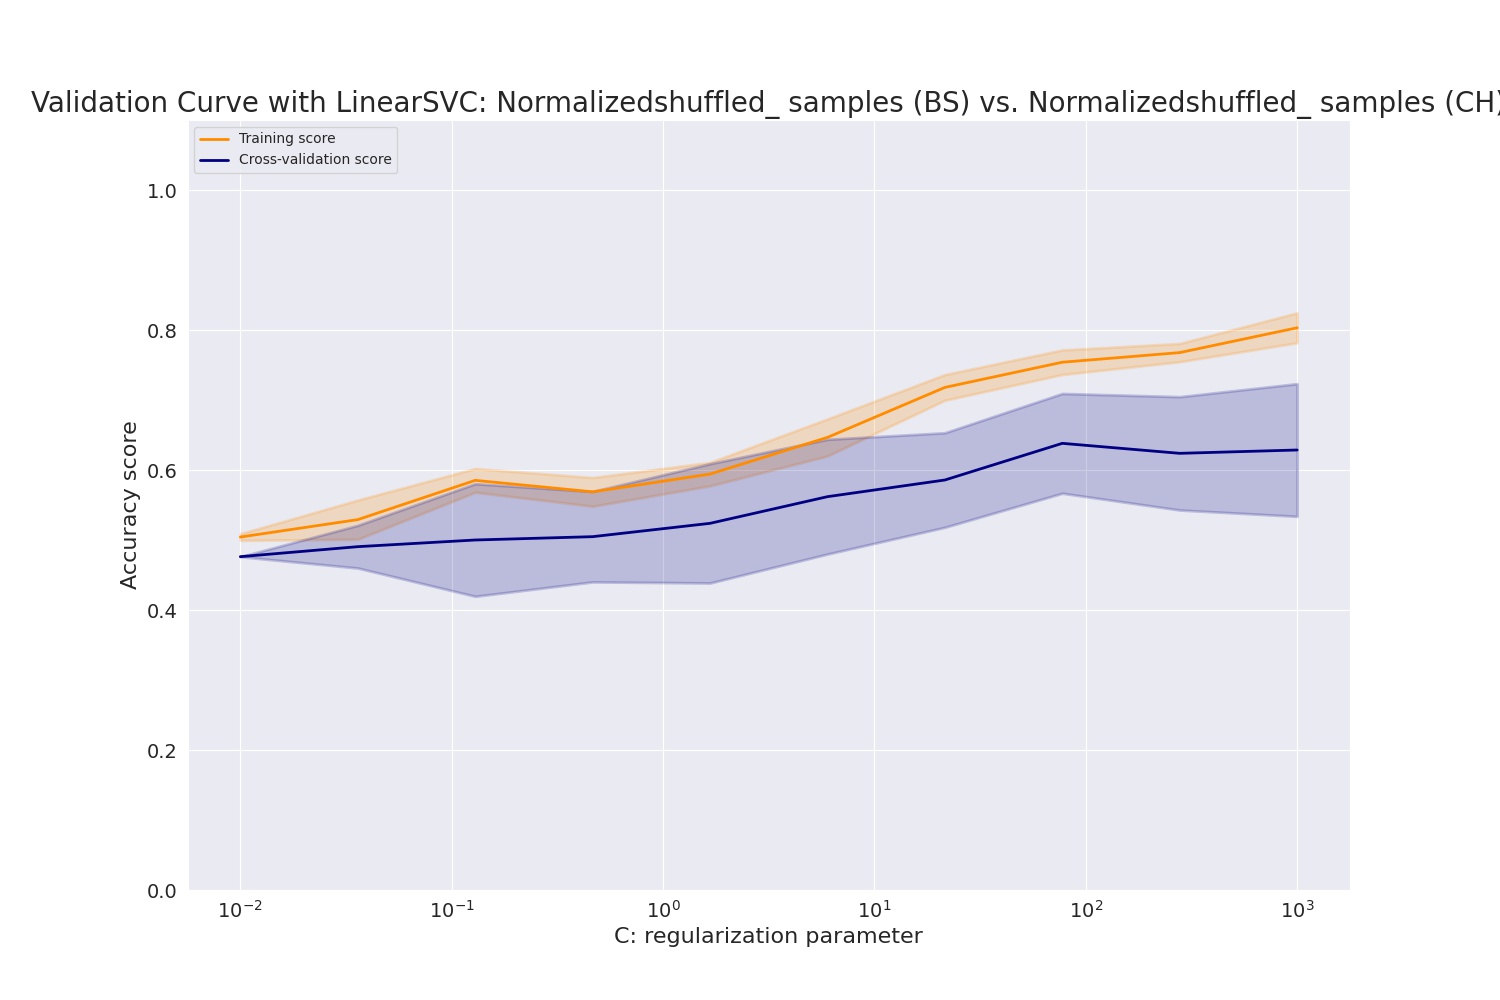 Validation Curve with LinearSVC: Normalizedshuffled_ samples (BS) vs. Normalizedshuffled_ samples (CH)
Training score
Cross-validation score
1.0
0.8
0.6
0.4
0.2
0.0
Accuracy score
10⁻² 10⁻¹ 10⁰ 10¹ 10² 10³
C: regularization parameter